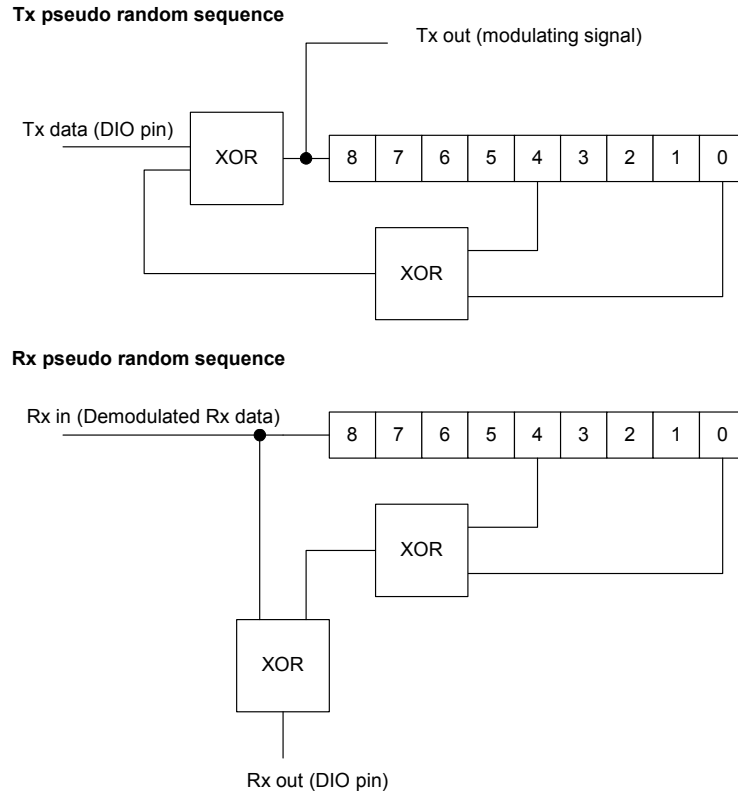 Tx pseudo random sequence
Tx out (modulating signal)
Tx data (DIO pin)
XOR
8 7 6 5 4 3 2 1 0
XOR
Rx pseudo random sequence
Rx in (Demodulated Rx data)
8 7 6 5 4 3 2 1 0
XOR
XOR
Rx out (DIO pin)